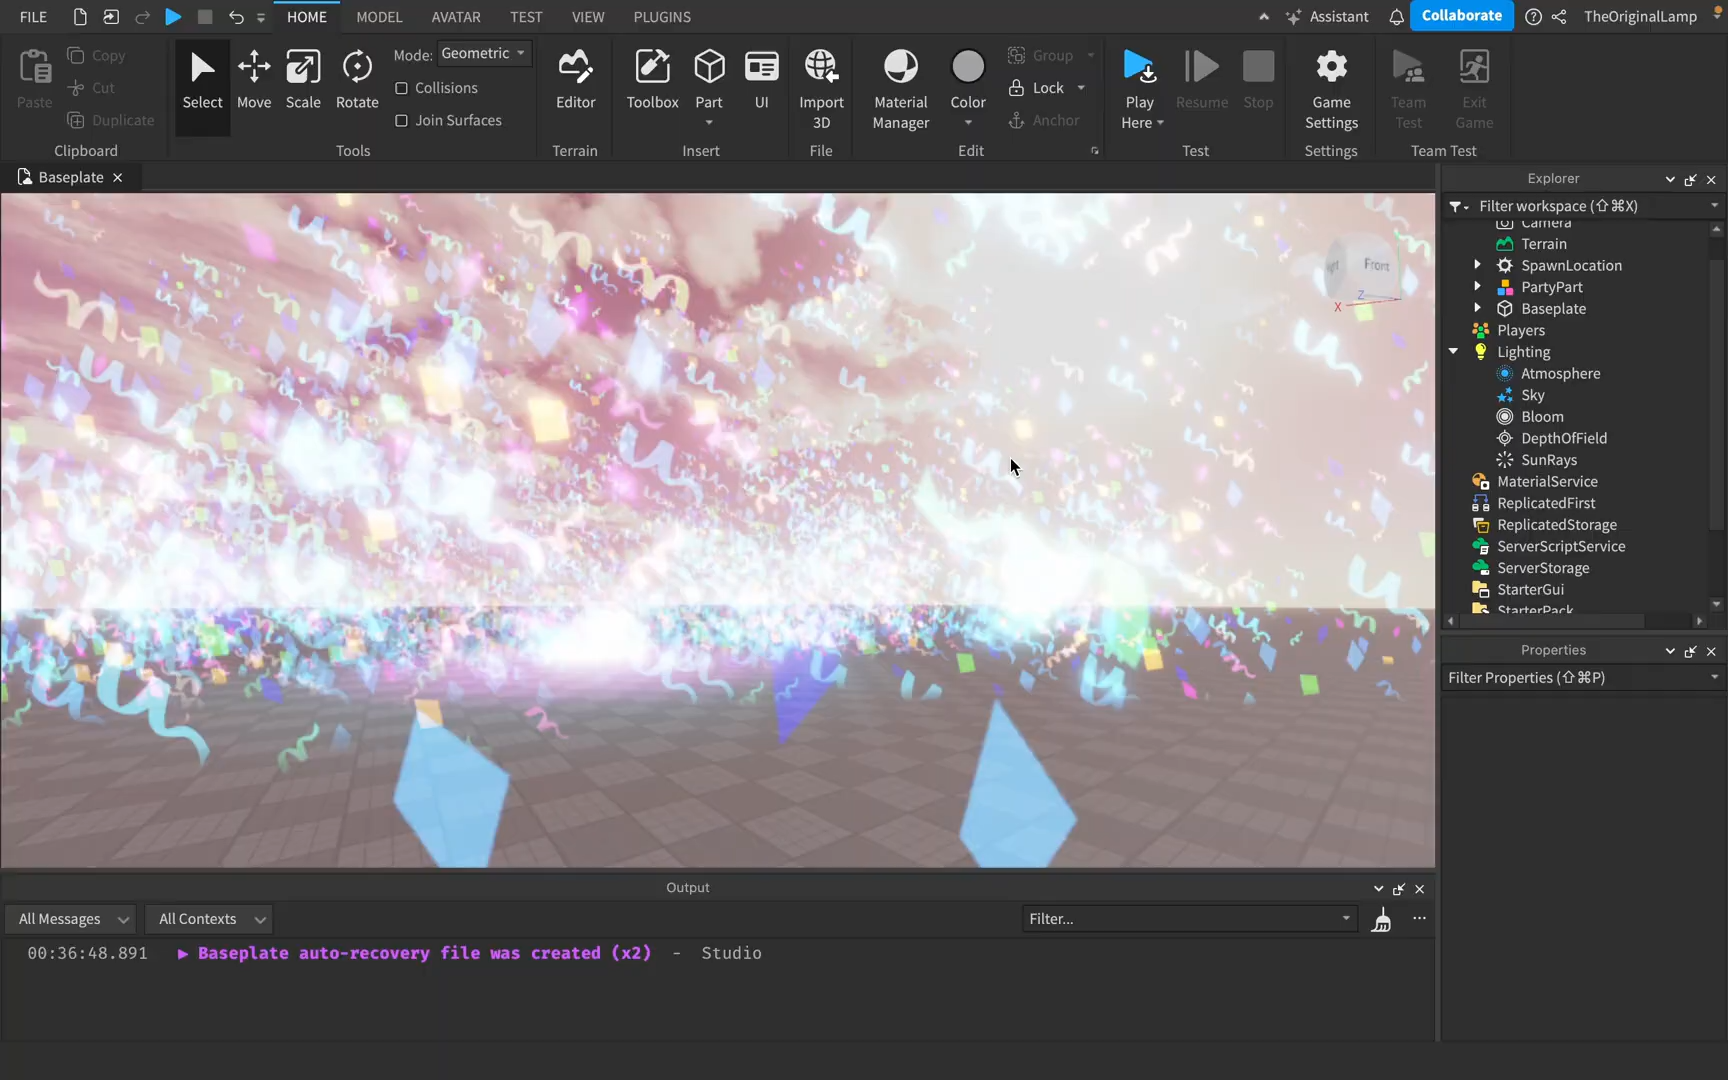 FILE
HOME
MODEL
AVATAR
TEST
VIEW
PLUGINS
Assistant
Collaborate
TheOriginalLamp
Paste
Copy
Cut
Duplicate
Clipboard
Select
Move
Scale
Rotate
Mode: Geometric
Collisions
Join Surfaces
Tools
Editor
Terrain
Toolbox
Part
UI
Insert
Import
3D
File
Material
Manager
Color
Group
Lock
Anchor
Edit
Play
Here
Resume
Stop
Test
Game
Settings
Settings
Team
Test
Exit
Game
Team Test
Baseplate
Front
X
Z
Explorer
Filter workspace (⇧⌘X)
Camera
Terrain
SpawnLocation
PartyPart
Baseplate
Players
Lighting
Atmosphere
Sky
Bloom
DepthOfField
SunRays
MaterialService
ReplicatedFirst
ReplicatedStorage
ServerScriptService
ServerStorage
StarterGui
StarterPack
Properties
Filter Properties (⇧⌘P)
Output
All Messages
All Contexts
Filter...
00:36:48.891 ▶ Baseplate auto-recovery file was created (x2) - Studio